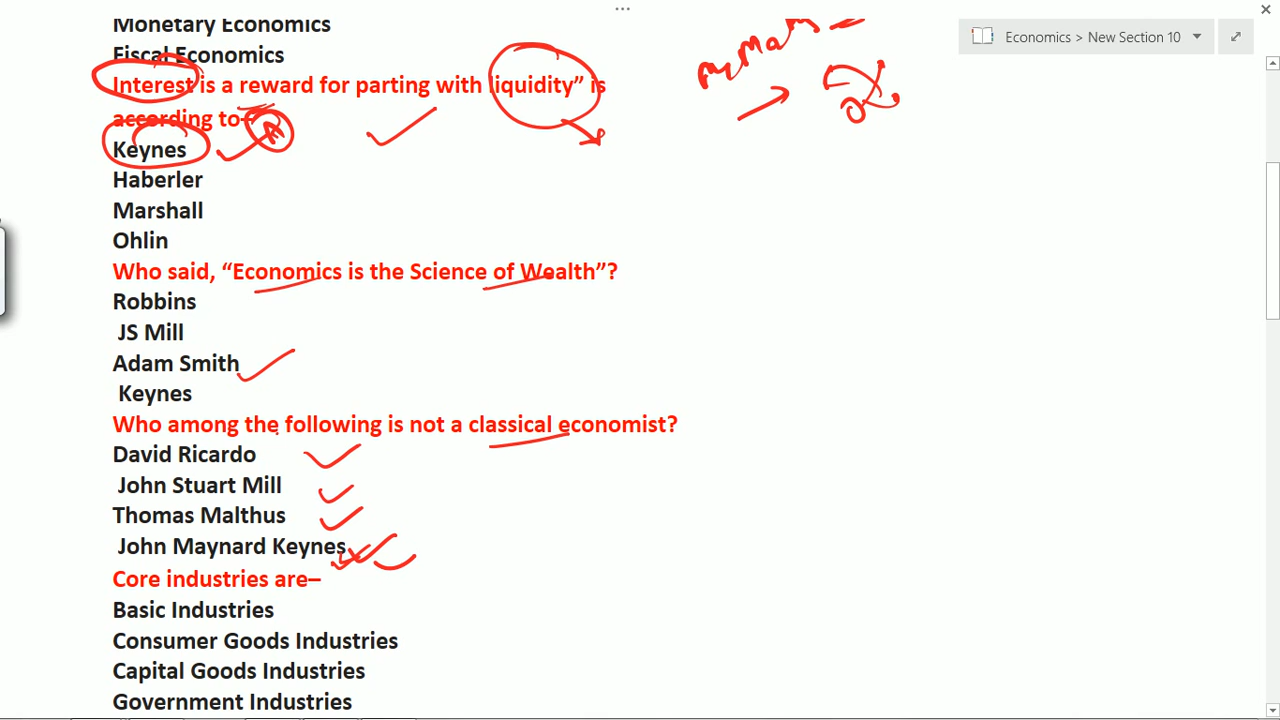 Monetary Economics
Fiscal Economics
Interest is a reward for parting with liquidity” is
according to–
Keynes
Haberler
Marshall
Ohlin
Who said, “Economics is the Science of Wealth”?
Robbins
JS Mill
Adam Smith
Keynes
Who among the following is not a classical economist?
David Ricardo
John Stuart Mill
Thomas Malthus
John Maynard Keynes
Core industries are–
Basic Industries
Consumer Goods Industries
Capital Goods Industries
Government Industries
Economics > New Section 10